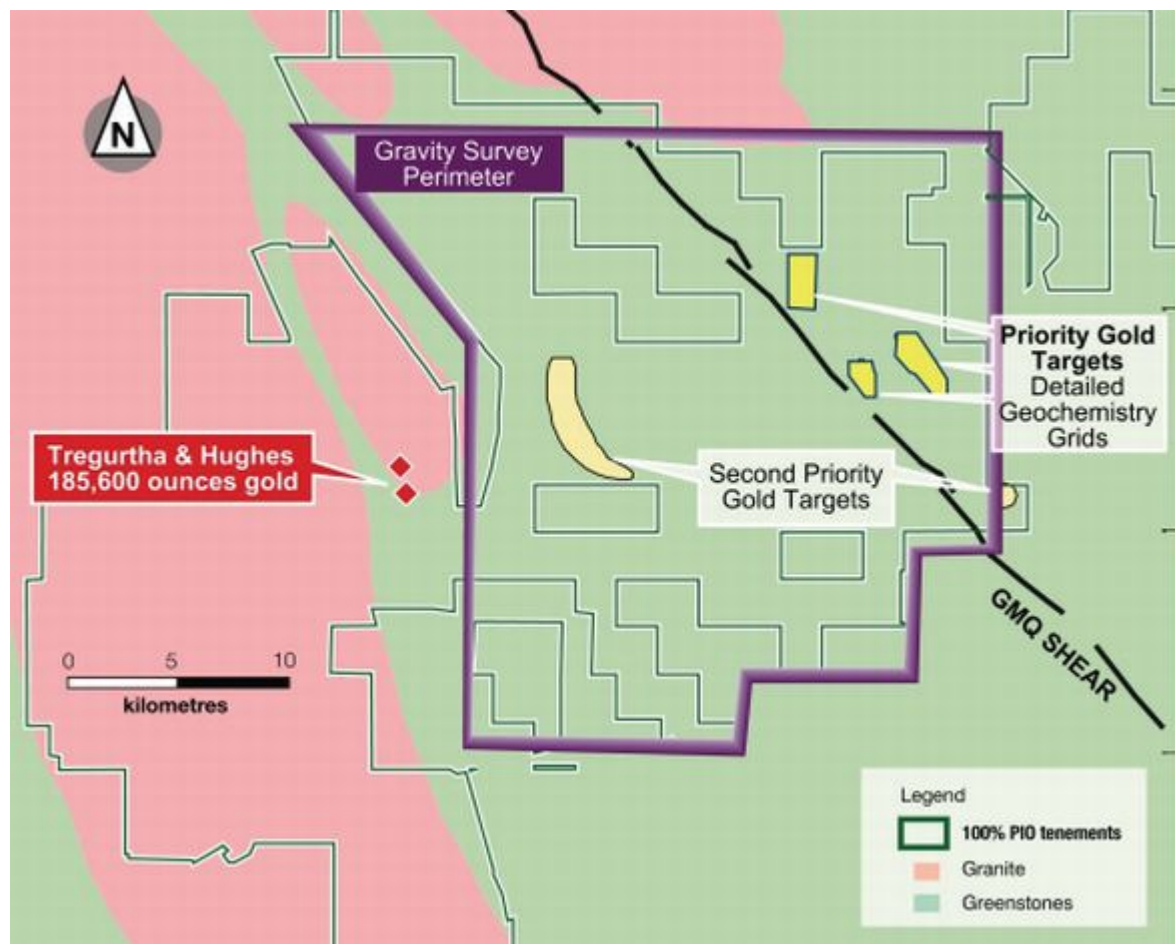 N
Gravity Survey
Perimeter
Priority Gold
Targets
Detailed
Geochemistry
Grids
Tregurtha & Hughes
185,600 ounces gold
Second Priority
Gold Targets
GMQ SHEAR
0 5 10
kilometres
Legend
100% PIO tenements
Granite
Greenstones